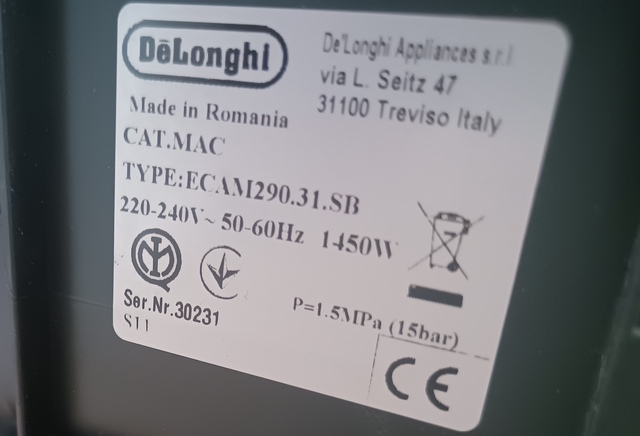 DēLonghi
De'Longhi Appliances s.r.l
via L. Seitz 47
31100 Treviso Italy
Made in Romania
CAT.MAC
TYPE:ECAM290.31.SB
220-240V~ 50-60Hz 1450W
Ser.Nr.30231
S11
P=1.5MPa (15bar)
CE